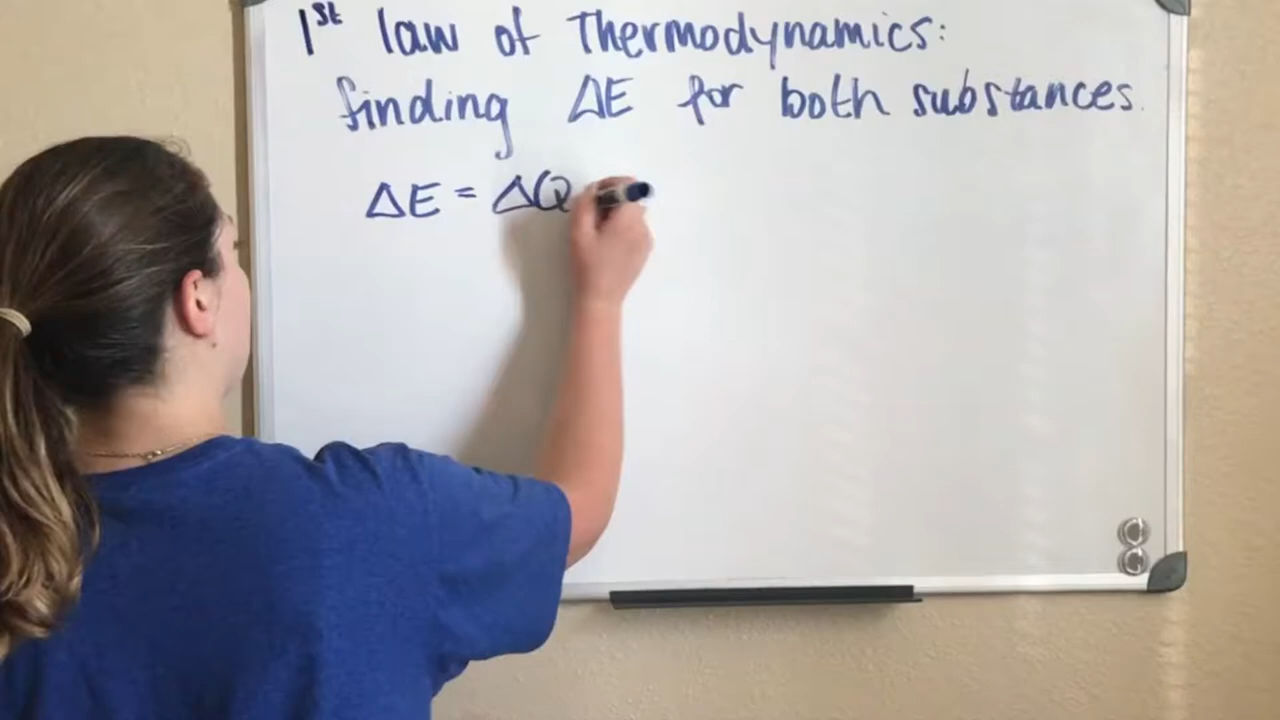 1st law of Thermodynamics:
finding ΔE for both substances.
ΔE = ΔQ